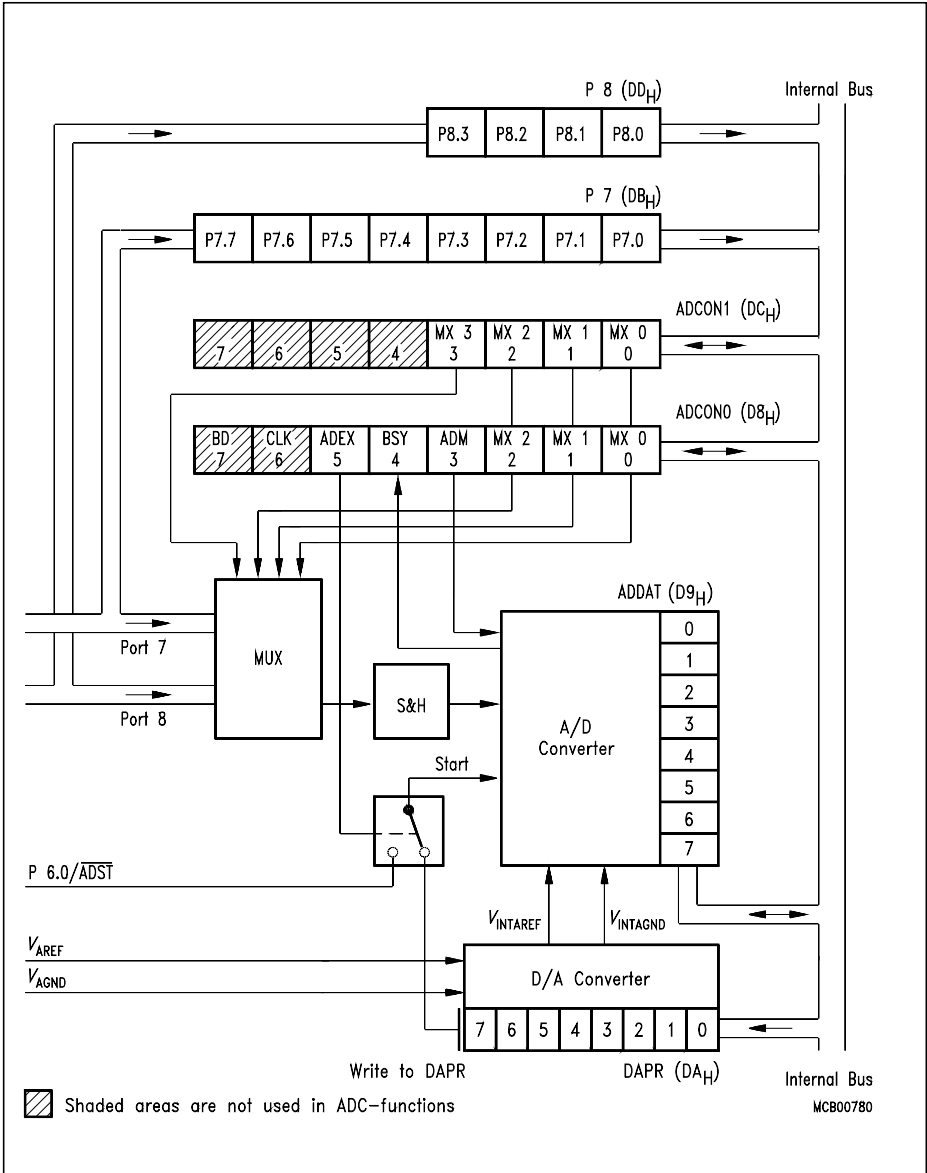 P 8 (DDH)
Internal Bus
P8.3 P8.2 P8.1 P8.0
P 7 (DBH)
P7.7 P7.6 P7.5 P7.4 P7.3 P7.2 P7.1 P7.0
ADCON1 (DCH)
MX 3 MX 2 MX 1 MX 0
7 6 5 4 3 2 1 0
ADCON0 (D8H)
BD CLK ADEX BSY ADM MX 2 MX 1 MX 0
7 6 5 4 3 2 1 0
ADDAT (D9H)
0
1
2
3
4
5
6
7
Port 7
MUX
Port 8
S&H
A/D
Converter
Start
P 6.0/ADST
VINTAREF
VINTAGND
VAREF
VAGND
D/A Converter
7 6 5 4 3 2 1 0
Write to DAPR
DAPR (DAH)
Internal Bus
Shaded areas are not used in ADC-functions
MCB00780